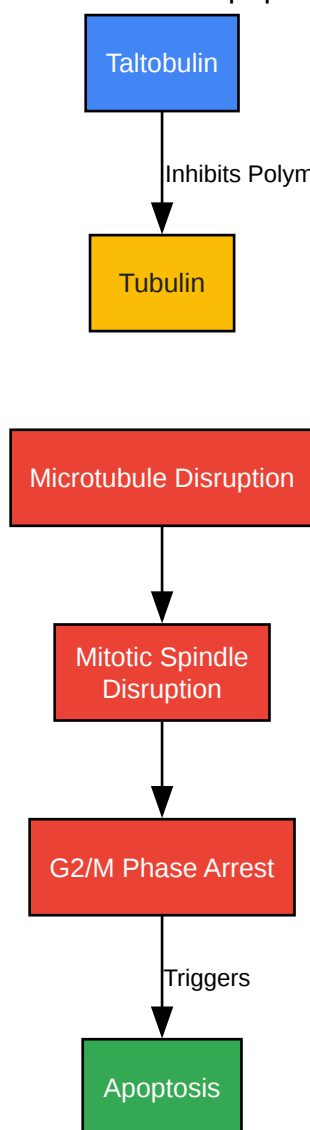 Taltobulin
Inhibits Polym
Tubulin
Microtubule Disruption
Mitotic Spindle
Disruption
G2/M Phase Arrest
Triggers
Apoptosis